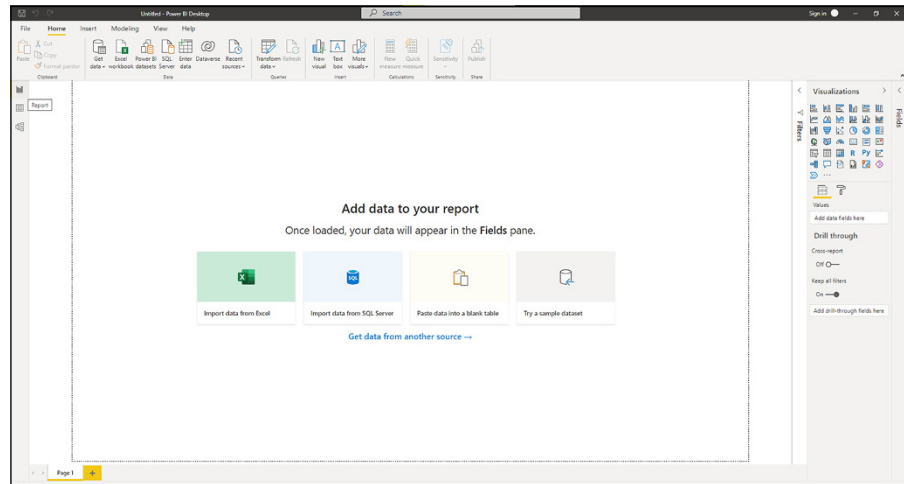 Untitled - Power BI Desktop
Search
Sign in
File Home Insert Modeling View Help
Paste
Cut
Copy
Format painter
Clipboard
Get data
Excel workbook
Power BI datasets
SQL Server
Enter data
Dataverse
Recent sources
Data
Transform data
Refresh
Queries
New visual
Text box
More visuals
Insert
New measure
Quick measure
Calculations
Sensitivity
Sensitivity
Publish
Share
Report
Add data to your report
Once loaded, your data will appear in the Fields pane.
Import data from Excel
SQL
Import data from SQL Server
Paste data into a blank table
Try a sample dataset
Get data from another source →
Filters
Visualizations
R Py
Values
Add data fields here
Drill through
Cross-report
Off
Keep all filters
On
Add drill-through fields here
Fields
Page 1